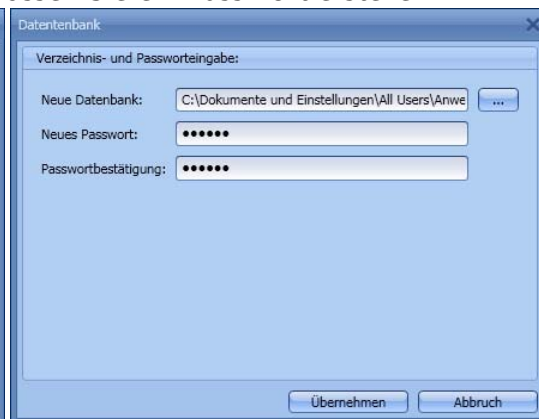 Datentenbank
Verzeichnis- und Passworteingabe:
Neue Datenbank: C:\Dokumente und Einstellungen\All Users\Anwe ...
Neues Passwort: ••••••
Passwortbestätigung: ••••••
Übernehmen Abbruch